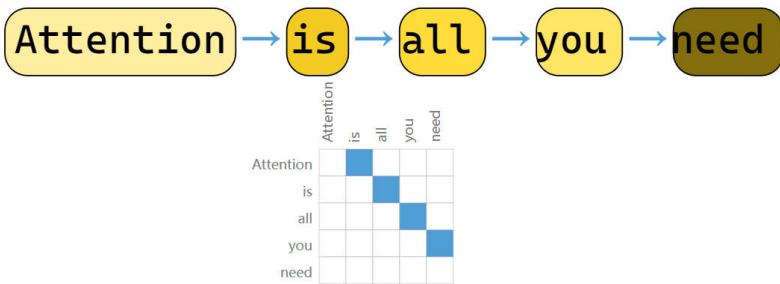 Attention is all you need
Attention is all you need
Attention
is
all
you
need